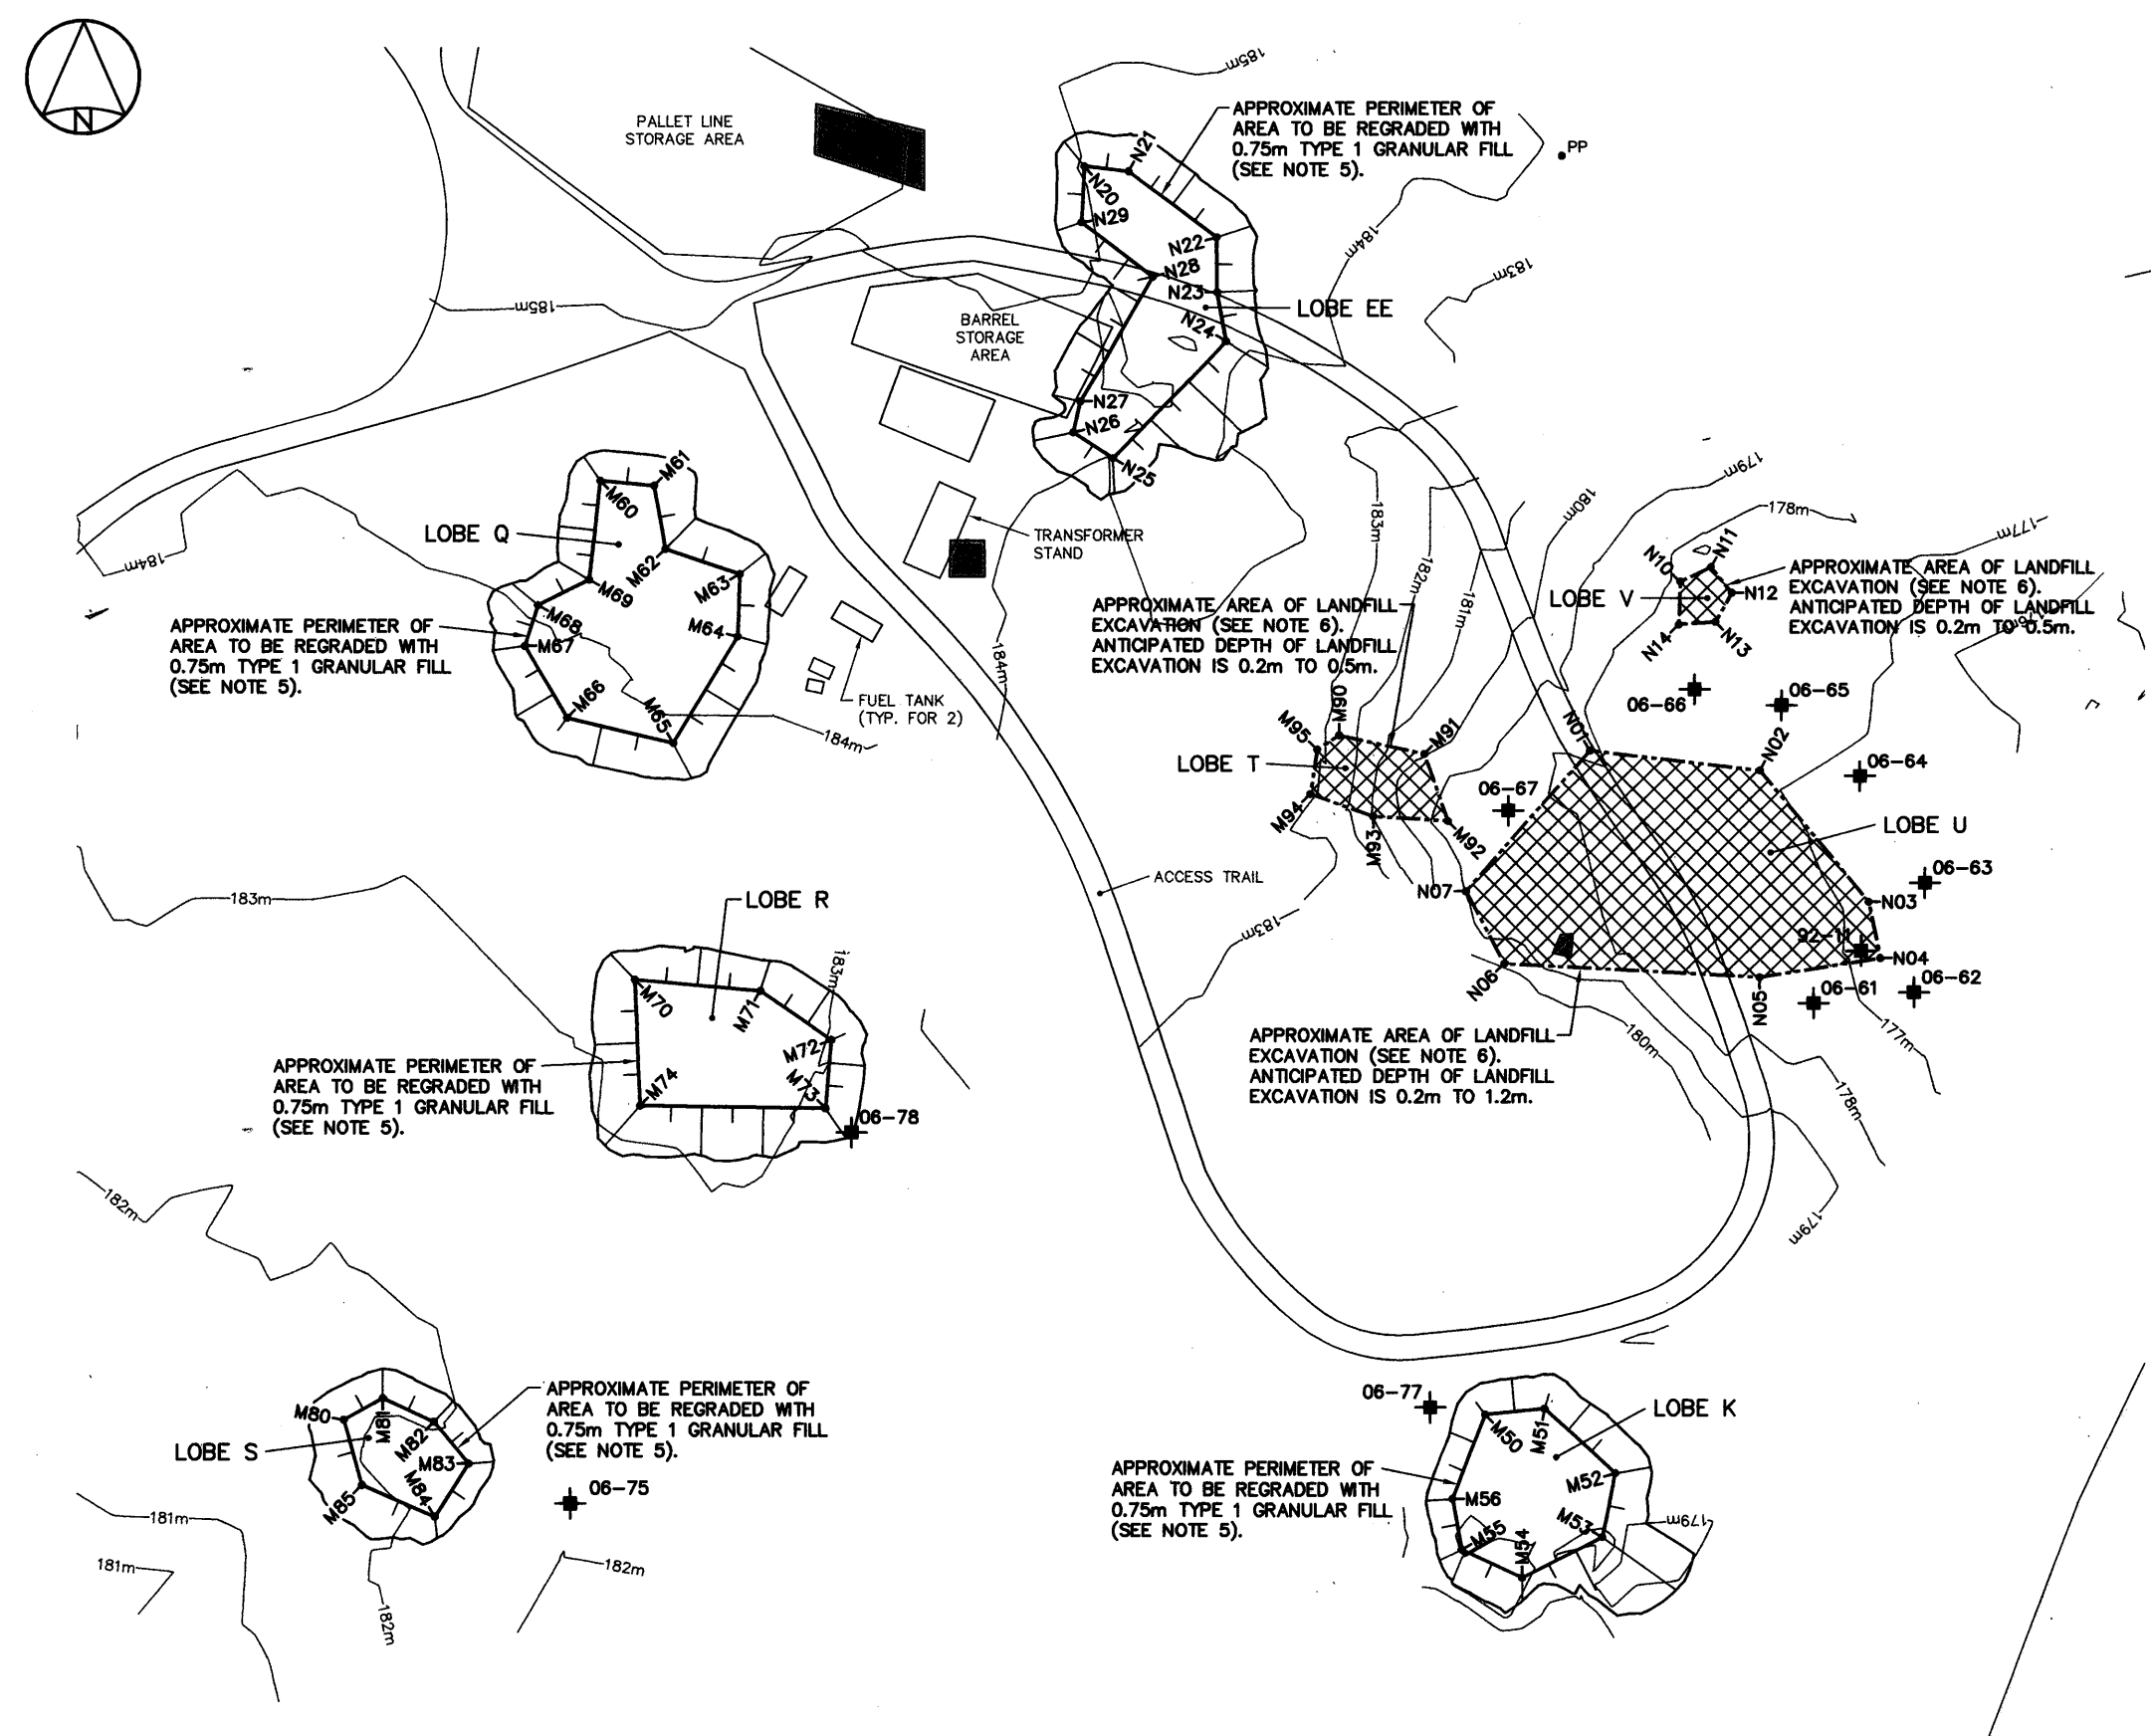 N
PALLET LINE
STORAGE AREA
185m
APPROXIMATE PERIMETER OF
AREA TO BE REGRADED WITH
0.75m TYPE 1 GRANULAR FILL
(SEE NOTE 5).
PP
N21
N20
N29
N22
N28
N23
N24
LOBE EE
184m
183m
185m
BARREL
STORAGE
AREA
N27
N26
N25
M61
M60
LOBE Q
M62
M63
M69
M68
M64
M67
M66
M65
184m
APPROXIMATE PERIMETER OF
AREA TO BE REGRADED WITH
0.75m TYPE 1 GRANULAR FILL
(SEE NOTE 5).
184m
FUEL TANK
(TYP. FOR 2)
TRANSFORMER
STAND
184m
183m
182m
181m
180m
179m
178m
177m
N10
N11
LOBE V
N12
N14
N13
APPROXIMATE AREA OF LANDFILL
EXCAVATION (SEE NOTE 6).
ANTICIPATED DEPTH OF LANDFILL
EXCAVATION IS 0.2m TO 0.5m.
APPROXIMATE AREA OF LANDFILL
EXCAVATION (SEE NOTE 6).
ANTICIPATED DEPTH OF LANDFILL
EXCAVATION IS 0.2m TO 0.5m.
06-66
06-65
M90
M95
M91
LOBE T
M94
M93
M92
06-67
N01
N02
06-64
LOBE U
06-63
N07
N03
N04
N06
N05
06-61
06-62
ACCESS TRAIL
183m
APPROXIMATE AREA OF LANDFILL
EXCAVATION (SEE NOTE 6).
ANTICIPATED DEPTH OF LANDFILL
EXCAVATION IS 0.2m TO 1.2m.
180m
177m
178m
179m
183m
LOBE R
183m
M70
M71
M72
M73
M74
APPROXIMATE PERIMETER OF
AREA TO BE REGRADED WITH
0.75m TYPE 1 GRANULAR FILL
(SEE NOTE 5).
06-78
182m
APPROXIMATE PERIMETER OF
AREA TO BE REGRADED WITH
0.75m TYPE 1 GRANULAR FILL
(SEE NOTE 5).
M80
M81
M82
M83
M84
M85
LOBE S
06-75
181m
181m
182m
182m
06-77
LOBE K
M50
M51
M52
M53
M54
M55
M56
APPROXIMATE PERIMETER OF
AREA TO BE REGRADED WITH
0.75m TYPE 1 GRANULAR FILL
(SEE NOTE 5).
179m